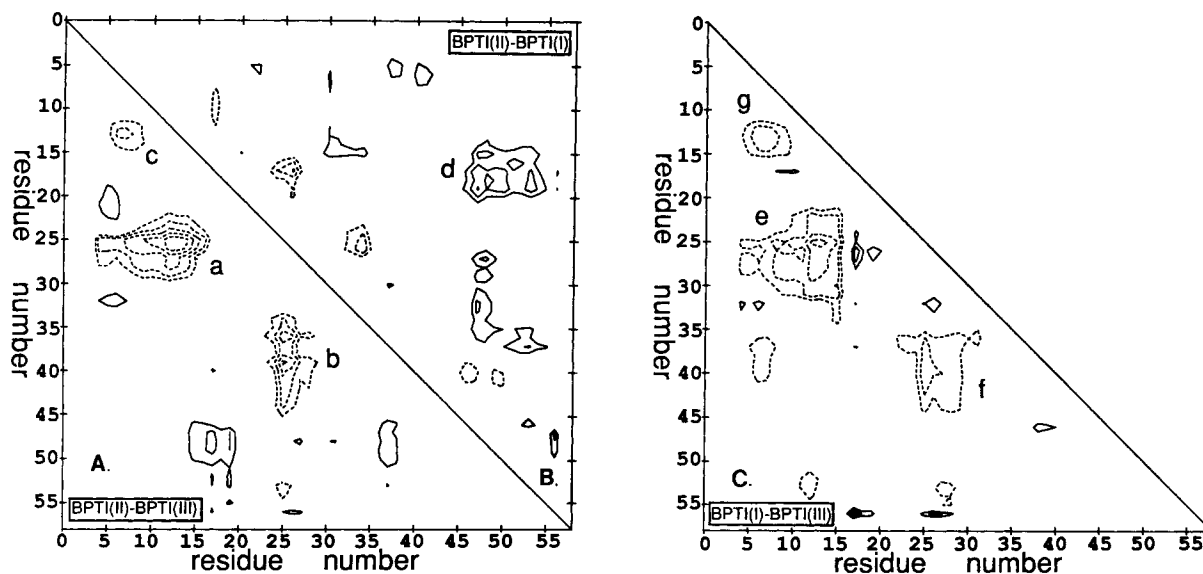 BPTI(II)-BPTI(I)
0
5
10
15
20
25
30
35
40
45
50
55
residue number
c
a
b
d
A.
B.
BPTI(II)-BPTI(III)
0 5 10 15 20 25 30 35 40 45 50 55
residue number
0
5
10
15
20
25
30
35
40
45
50
55
residue number
g
e
f
C.
BPTI(I)-BPTI(III)
0 5 10 15 20 25 30 35 40 45 50 55
residue number